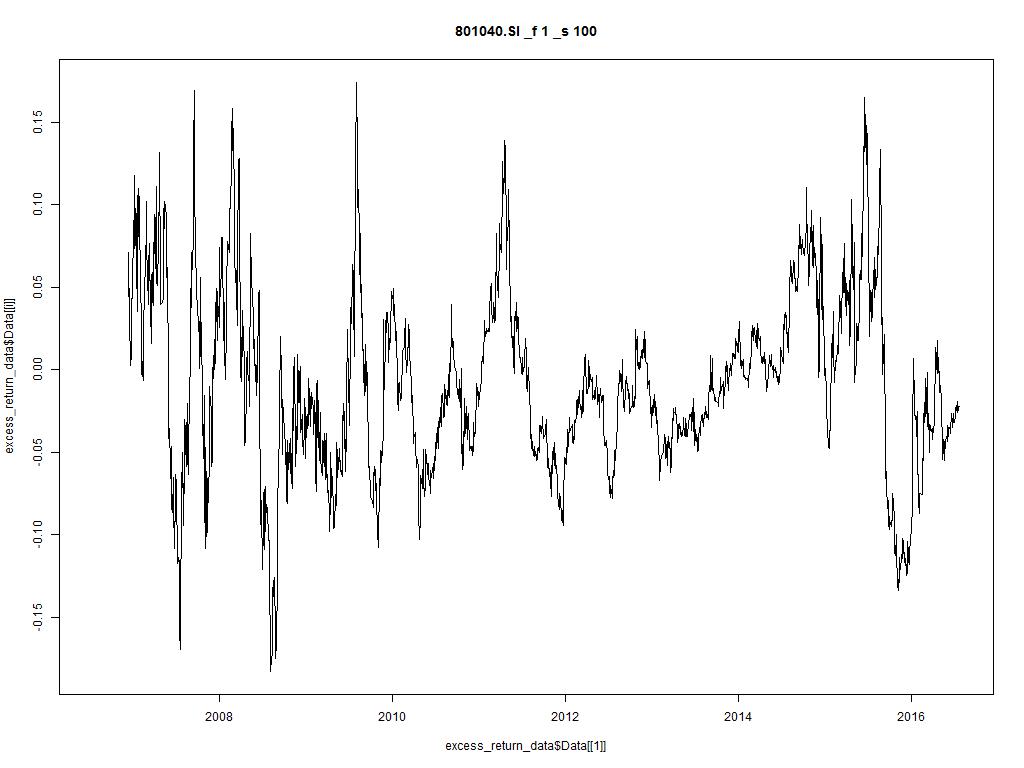 801040.SI _f 1 _s 100
excess_return_data$Data[[i]]
0.15
0.10
0.05
0.00
-0.05
-0.10
-0.15
2008 2010 2012 2014 2016
excess_return_data$Data[[1]]